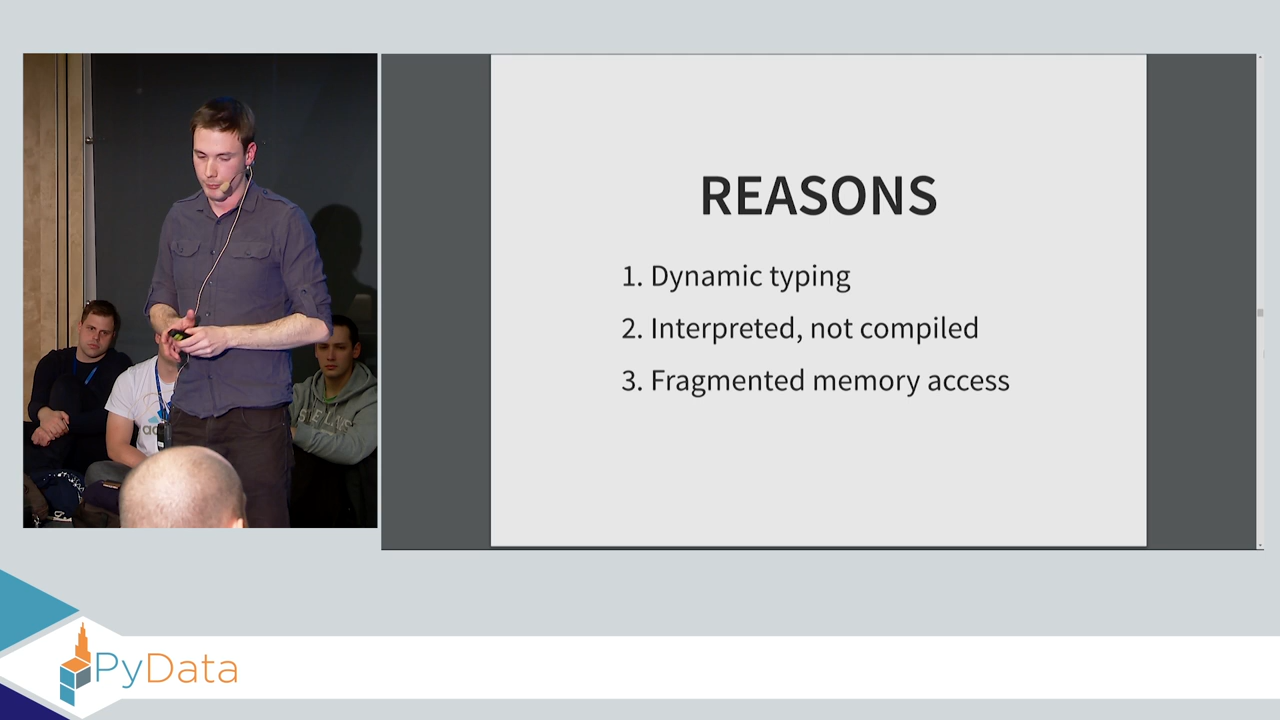 REASONS
1. Dynamic typing
2. Interpreted, not compiled
3. Fragmented memory access
PyData